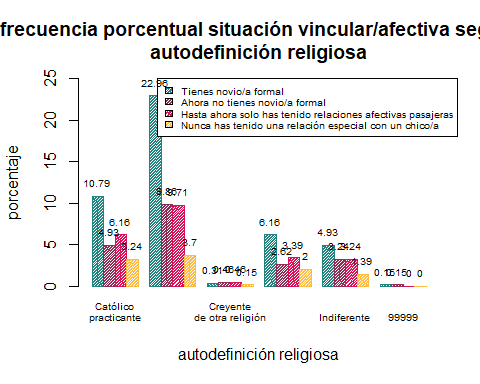 frecuencia porcentual situación vincular/afectiva seg
autodefinición religiosa
Tienes novio/a formal
Ahora no tienes novio/a formal
Hasta ahora solo has tenido relaciones afectivas pasajeras
Nunca has tenido una relación especial con un chico/a
porcentaje
25
20
15
10
5
0
10.79
4.93
6.16
3.24
22.96
9.86
9.71
3.7
0.31
0.46
0.46
0.15
6.16
2.62
3.39
2
4.93
3.24
3.24
1.39
0.15
0.15
0
0
Católico
practicante
Creyente
de otra religión
Indiferente
99999
autodefinición religiosa